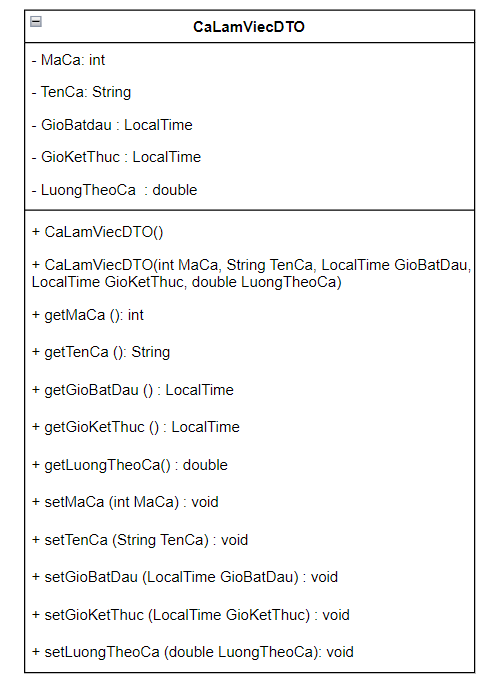 CaLamViecDTO
- MaCa: int
- TenCa: String
- GioBatdau : LocalTime
- GioKetThuc : LocalTime
- LuongTheoCa : double
+ CaLamViecDTO()
+ CaLamViecDTO(int MaCa, String TenCa, LocalTime GioBatDau,
LocalTime GioKetThuc, double LuongTheoCa)
+ getMaCa (): int
+ getTenCa (): String
+ getGioBatDau () : LocalTime
+ getGioKetThuc () : LocalTime
+ getLuongTheoCa() : double
+ setMaCa (int MaCa) : void
+ setTenCa (String TenCa) : void
+ setGioBatDau (LocalTime GioBatDau) : void
+ setGioKetThuc (LocalTime GioKetThuc) : void
+ setLuongTheoCa (double LuongTheoCa): void